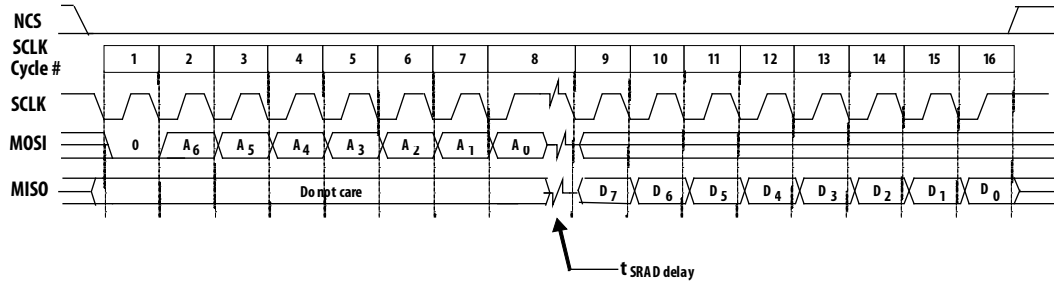 NCS
SCLK
Cycle # 1 2 3 4 5 6 7 8 9 10 11 12 13 14 15 16
SCLK
MOSI 0 A6 A5 A4 A3 A2 A1 A0
MISO Do not care D7 D6 D5 D4 D3 D2 D1 D0
tSRAD delay